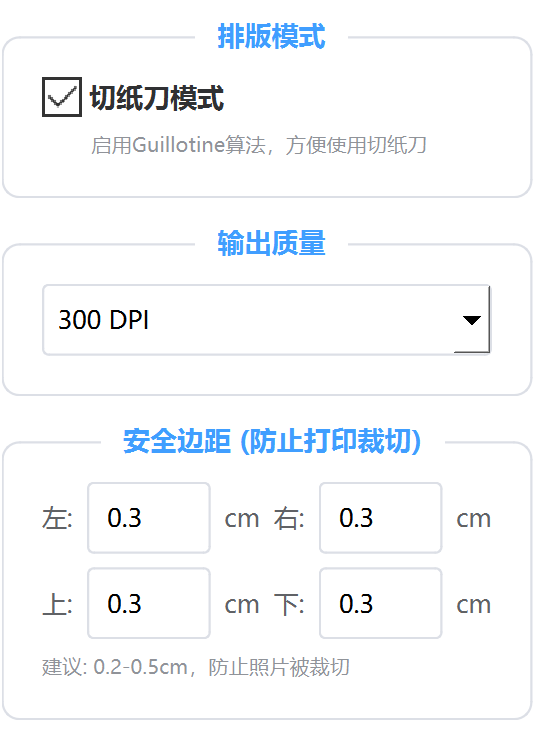 排版模式
切纸刀模式
启用Guillotine算法，方便使用切纸刀
输出质量
300 DPI
安全边距 (防止打印裁切)
左: 0.3 cm 右: 0.3 cm
上: 0.3 cm 下: 0.3 cm
建议: 0.2-0.5cm，防止照片被裁切